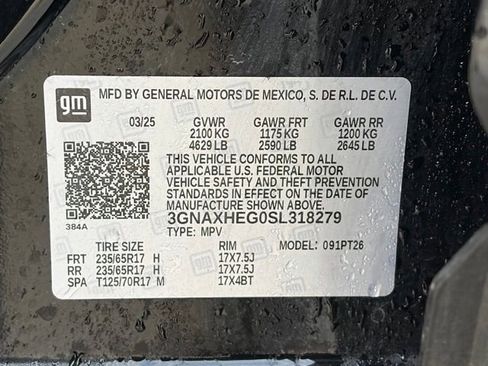 gm
MFD BY GENERAL MOTORS DE MEXICO, S. DE R.L. DE C.V.
03/25 GVWR GAWR FRT GAWR RR
2100 KG 1175 KG 1200 KG
4629 LB 2590 LB 2645 LB
THIS VEHICLE CONFORMS TO ALL
APPLICABLE U.S. FEDERAL MOTOR
VEHICLE SAFETY AND THEFT PREVENTION
STANDARDS IN EFFECT ON THE DATE OF
MANUFACTURE SHOWN ABOVE.
384A 3GNAXHEG0SL318279
TYPE: MPV
TIRE SIZE RIM MODEL: 091PT26
FRT 235/65R17 H 17X7.5J
RR 235/65R17 H 17X7.5J
SPA T125/70R17 M 17X4BT